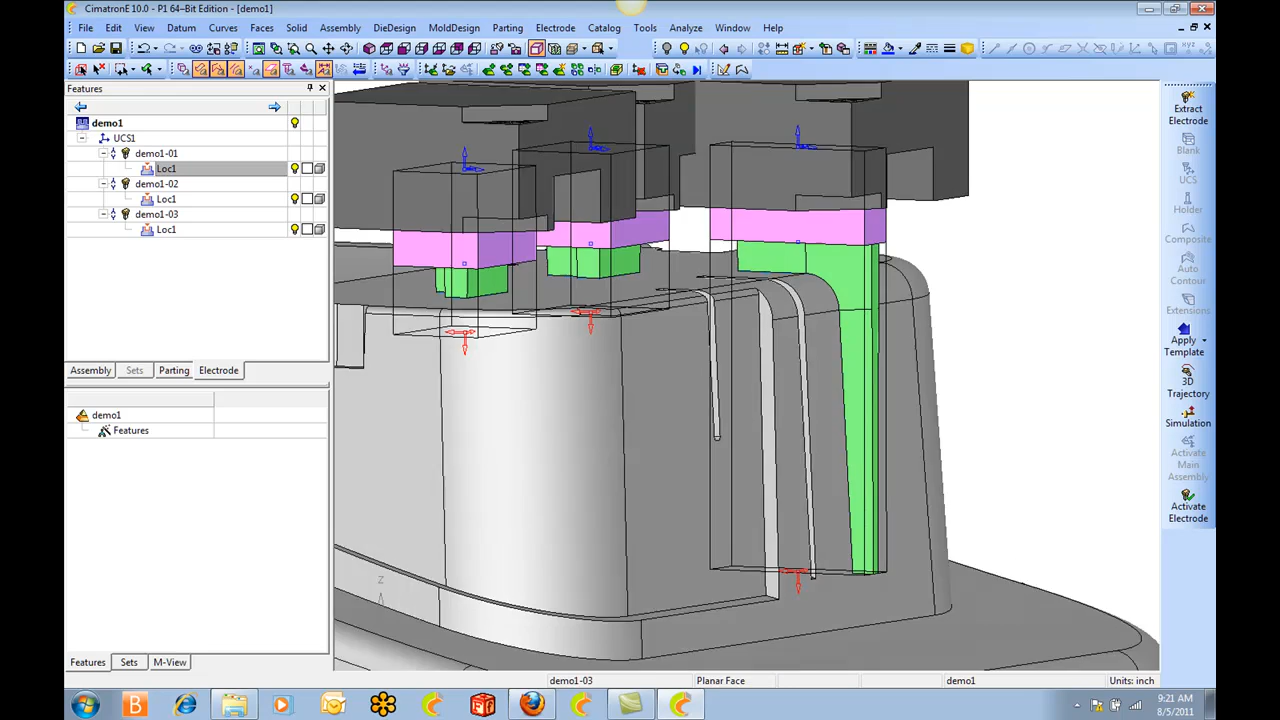 CimatronE 10.0 - P1 64-Bit Edition - [demo1]
File Edit View Datum Curves Faces Solid Assembly DieDesign MoldDesign Parting Electrode Catalog Tools Analyze Window Help
Features
demo1
UCS1
demo1-01
Loc1
demo1-02
Loc1
demo1-03
Loc1
Assembly Sets Parting Electrode
demo1
Features
Features Sets M-View
Z
Extract
Electrode
Blank
UCS
Holder
Composite
Auto
Contour
Extensions
Apply
Template
3D
Trajectory
Simulation
Activate
Main
Assembly
Activate
Electrode
demo1-03 Planar Face demo1 Units: inch
9:21 AM
8/5/2011